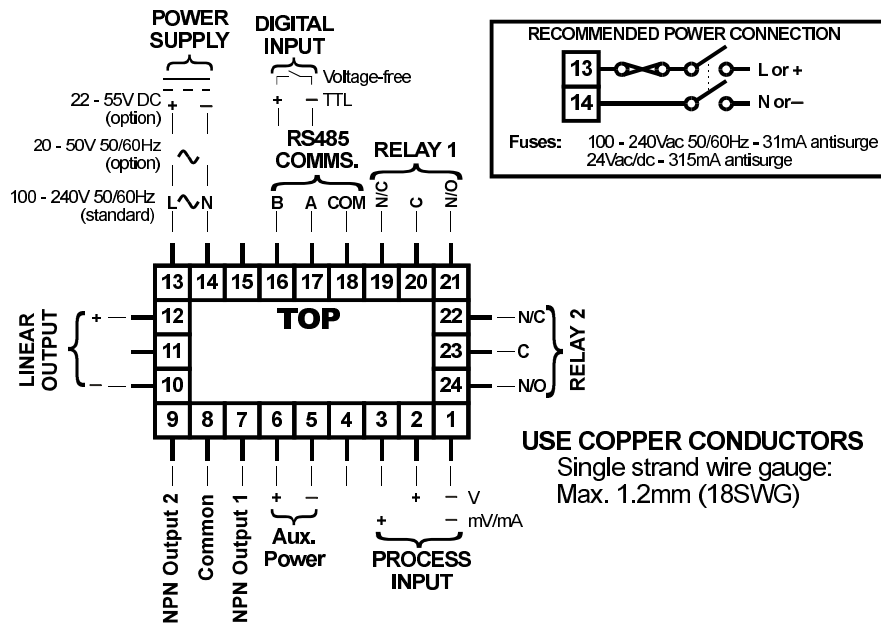 POWER
SUPPLY
DIGITAL
INPUT
Voltage-free
+ –
TTL
22 - 55V DC
(option)
+ –
20 - 50V 50/60Hz
(option)
100 - 240V 50/60Hz
(standard)
L N
RS485
COMMS.
B A COM
RELAY 1
N/C C N/O
RECOMMENDED POWER CONNECTION
13 L or +
14 N or –
Fuses: 100 - 240Vac 50/60Hz - 31mA antisurge
24Vac/dc - 315mA antisurge
13 14 15 16 17 18 19 20 21
TOP
LINEAR
OUTPUT
+ 12
11
– 10
22 N/C
23 C
24 N/O
RELAY 2
9 8 7 6 5 4 3 2 1
NPN Output 2
Common
NPN Output 1
+ –
Aux.
Power
+ – V
+ – mV/mA
PROCESS
INPUT
USE COPPER CONDUCTORS
Single strand wire gauge:
Max. 1.2mm (18SWG)